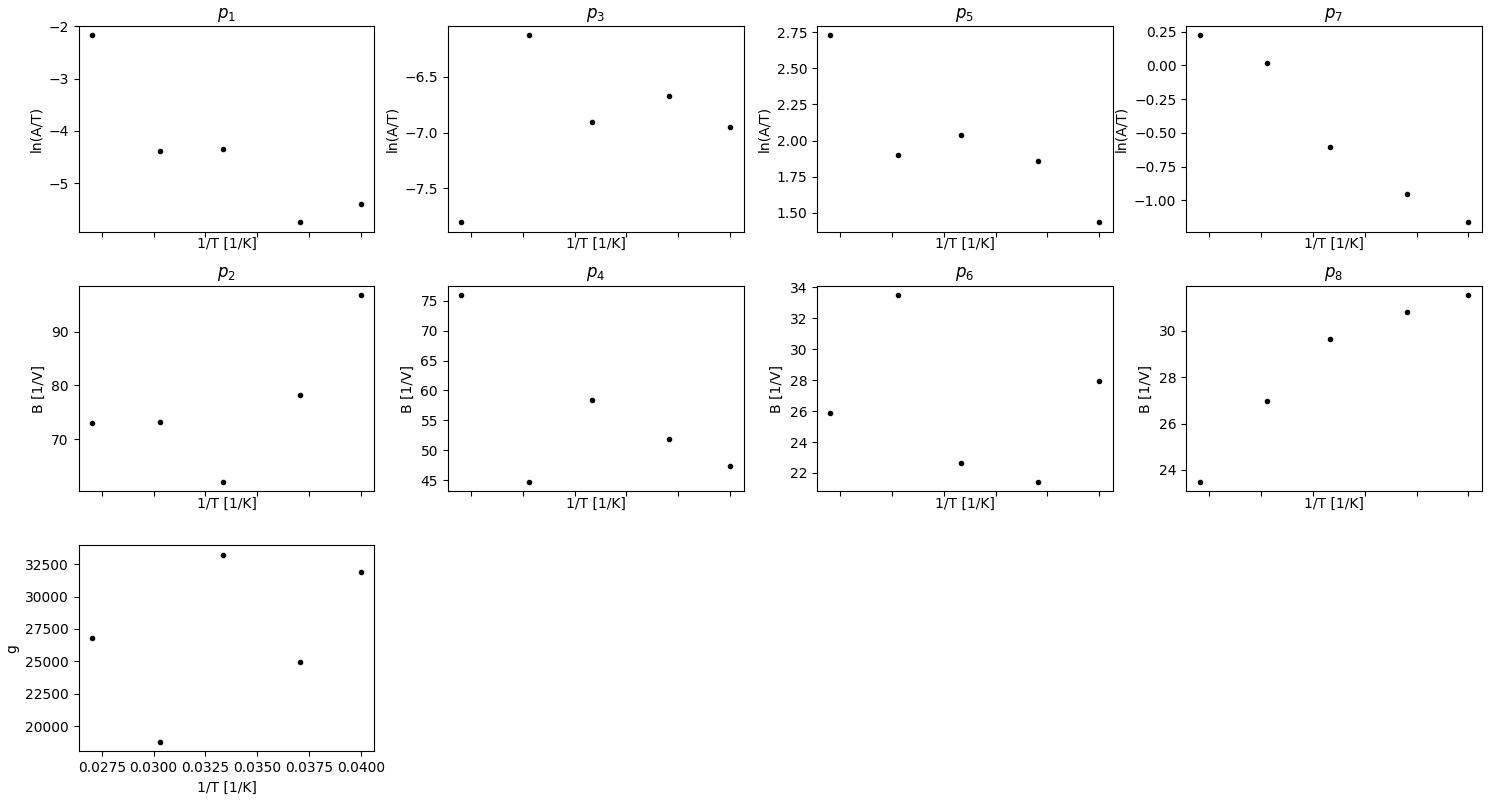 p1
ln(A/T)
−2
−3
−4
−5
1/T [1/K]
p3
ln(A/T)
−6.5
−7.0
−7.5
1/T [1/K]
p5
ln(A/T)
2.75
2.50
2.25
2.00
1.75
1.50
1/T [1/K]
p7
ln(A/T)
0.25
0.00
−0.25
−0.50
−0.75
−1.00
1/T [1/K]
p2
B [1/V]
90
80
70
1/T [1/K]
p4
B [1/V]
75
70
65
60
55
50
45
1/T [1/K]
p6
B [1/V]
34
32
30
28
26
24
22
1/T [1/K]
p8
B [1/V]
30
28
26
24
1/T [1/K]
g
32500
30000
27500
25000
22500
20000
0.0275 0.0300 0.0325 0.0350 0.0375 0.0400
1/T [1/K]